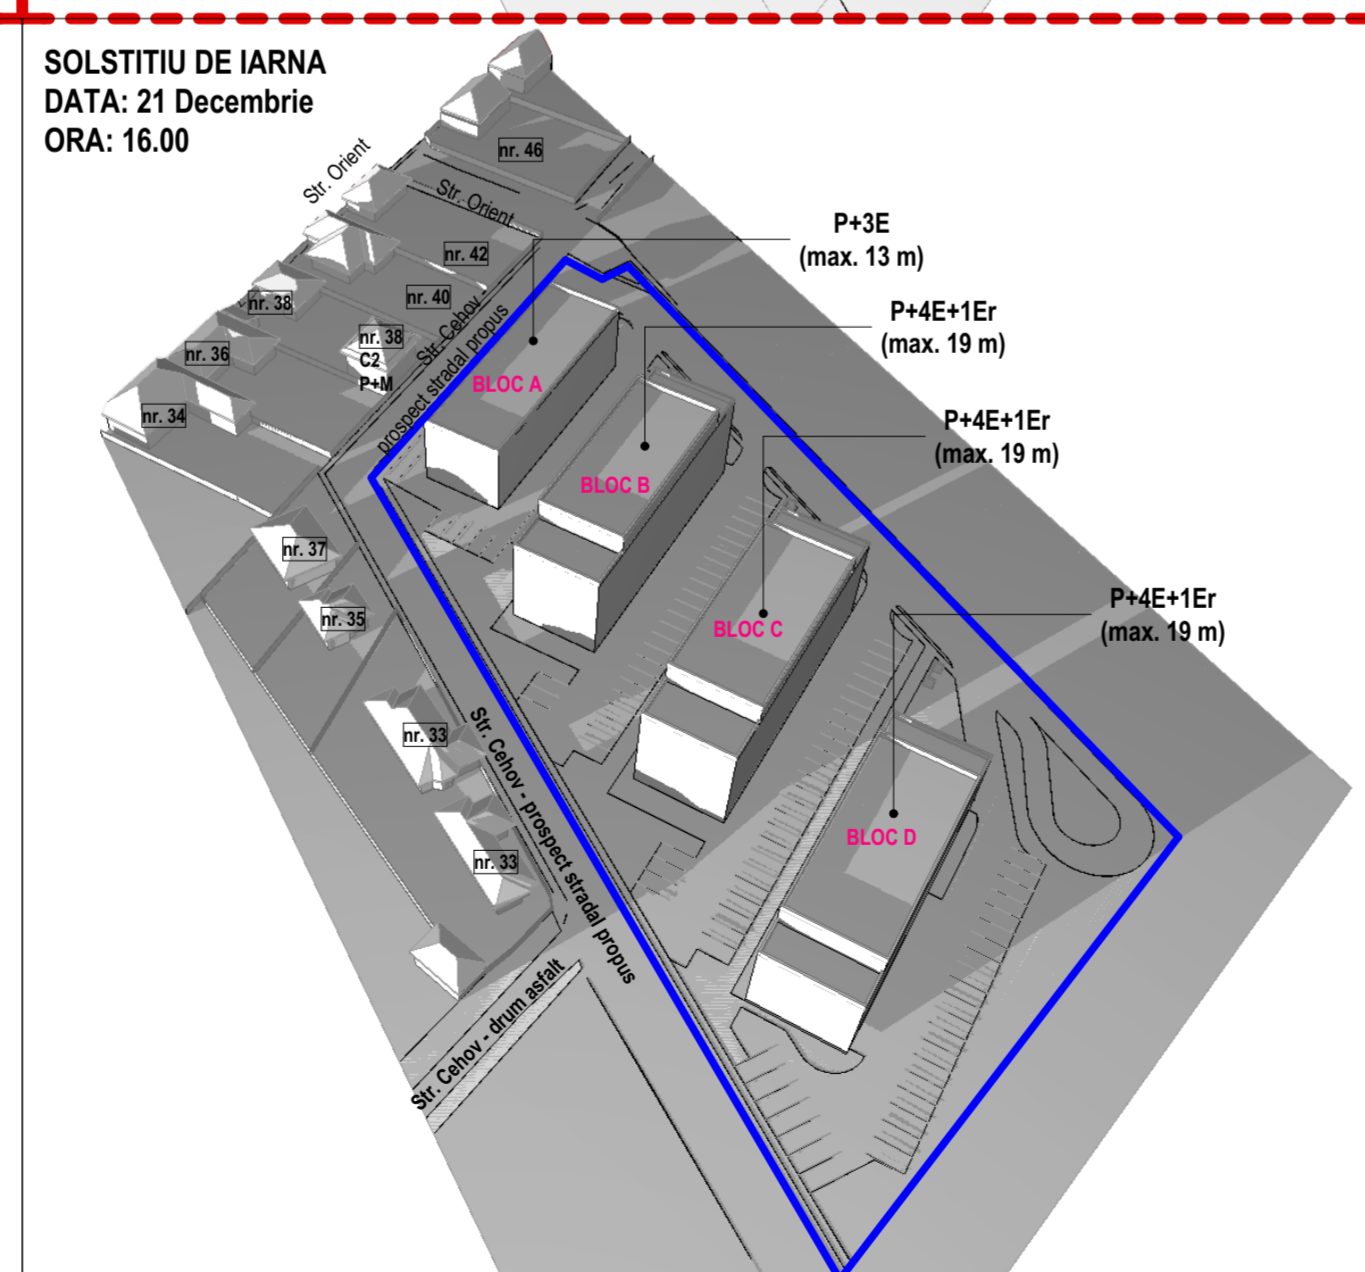 SOLSTITIU DE IARNA
DATA: 21 Decembrie
ORA: 16.00
Str. Orient
nr. 46
Str. Orient
P+3E
(max. 13 m)
nr. 42
nr. 40
nr. 38
Str. Cehov -
prospect stradal propus
P+4E+1Er
(max. 19 m)
nr. 38
C2
P+M
nr. 36
nr. 34
BLOC A
P+4E+1Er
(max. 19 m)
BLOC B
nr. 37
nr. 35
BLOC C
P+4E+1Er
(max. 19 m)
nr. 33
Str. Cehov - prospect stradal propus
BLOC D
nr. 33
Str. Cehov - drum asfalt